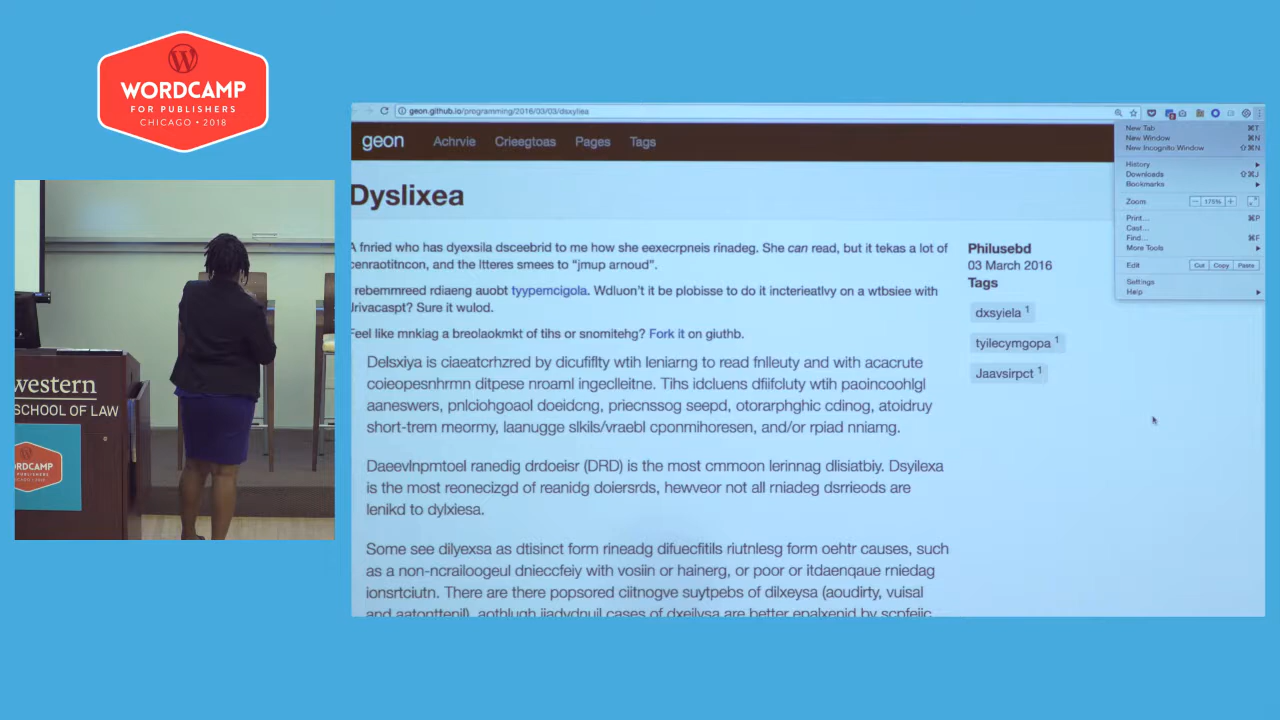 WORDCAMP
FOR PUBLISHERS
CHICAGO • 2018
western
SCHOOL OF LAW
WORDCAMP
PUBLISHERS
geon.github.io/programming/2016/03/03/dsxyliea
geon Achrvie Crieegtoas Pages Tags
Dyslixea
A fnried who has dyexsila dsceebrid to me how she eexecrpneis rinadeg. She can read, but it tekas a lot of
cenraotitncon, and the ltteres smees to “jmup arnoud”.
rebemmreed rdiaeng auobt tyypemcigola. Wdluon't it be plobisse to do it incterieatlvy on a wtbsiee with
Jrivacaspt? Sure it wulod.
Feel like mnkiag a breolaokmkt of tihs or snomitehg? Fork it on giuthb.
Delsxiya is ciaeatcrhzred by dicufiflty wtih leniarng to read fnlleuty and with acacrute
coieopesnhrmn ditpese nroaml ingeclleitne. Tihs idcluens dfiifcluty wtih paoincoohlgl
aaneswers, pnlciohgoaol doeidcng, priecnssog seepd, otorarphghic cdinog, atoidruy
short-trem meormy, laanugge slkils/vraebl cponmihoresen, and/or rpiad nniamg.
Daeevlnpmtoel ranedig drdoeisr (DRD) is the most cmmoon lerinnag dlisiatbiy. Dsyilexa
is the most reonecizgd of reanidg doiersrds, hewveor not all rniadeg dsrrieods are
lenikd to dylxiesa.
Some see dilyexsa as dtisinct form rineadg difuecfitils riutnlesg form oehtr causes, such
as a non-ncrailoogeul dnieccfeiy with vosiin or hainerg, or poor or itdaenqaue rniedag
ionsrtciutn. There are there popsored ciitnogve suytpebs of dilxeysa (aoudirty, vuisal
Philusebd
03 March 2016
Tags
dxsyiela 1
tyilecymgopa 1
Jaavsirpct 1
New Tab ⌘T
New Window ⌘N
New Incognito Window ⇧⌘N
History
Downloads ⇧⌘J
Bookmarks
Zoom − 175% +
Print... ⌘P
Cast...
Find... ⌘F
More Tools
Edit Cut Copy Paste
Settings
Help